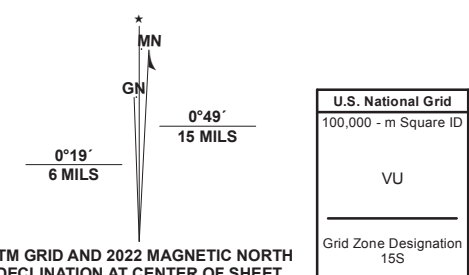 ★
MN
GN
0°49´
15 MILS
0°19´
6 MILS
TM GRID AND 2022 MAGNETIC NORTH
DECLINATION AT CENTER OF SHEET
U.S. National Grid
100,000 - m Square ID
VU
Grid Zone Designation
15S